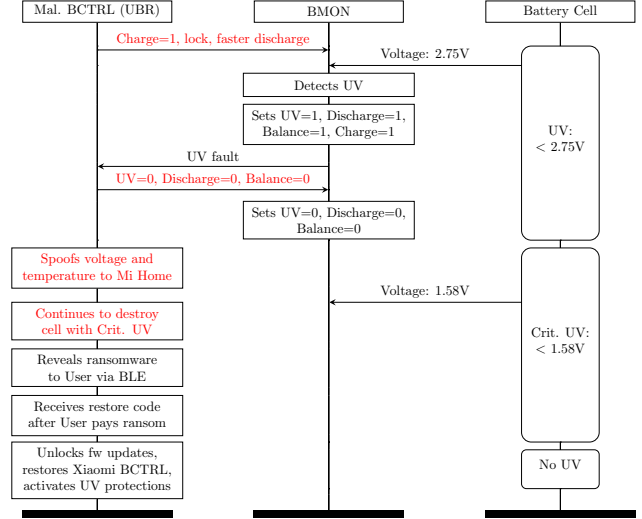 Mal. BCTRL (UBR)
BMON
Battery Cell
Charge=1, lock, faster discharge
Voltage: 2.75V
Detects UV
Sets UV=1, Discharge=1,
Balance=1, Charge=1
UV:
< 2.75V
UV fault
UV=0, Discharge=0, Balance=0
Sets UV=0, Discharge=0,
Balance=0
Spoofs voltage and
temperature to Mi Home
Voltage: 1.58V
Continues to destroy
cell with Crit. UV
Crit. UV:
< 1.58V
Reveals ransomware
to User via BLE
Receives restore code
after User pays ransom
Unlocks fw updates,
restores Xiaomi BCTRL,
activates UV protections
No UV